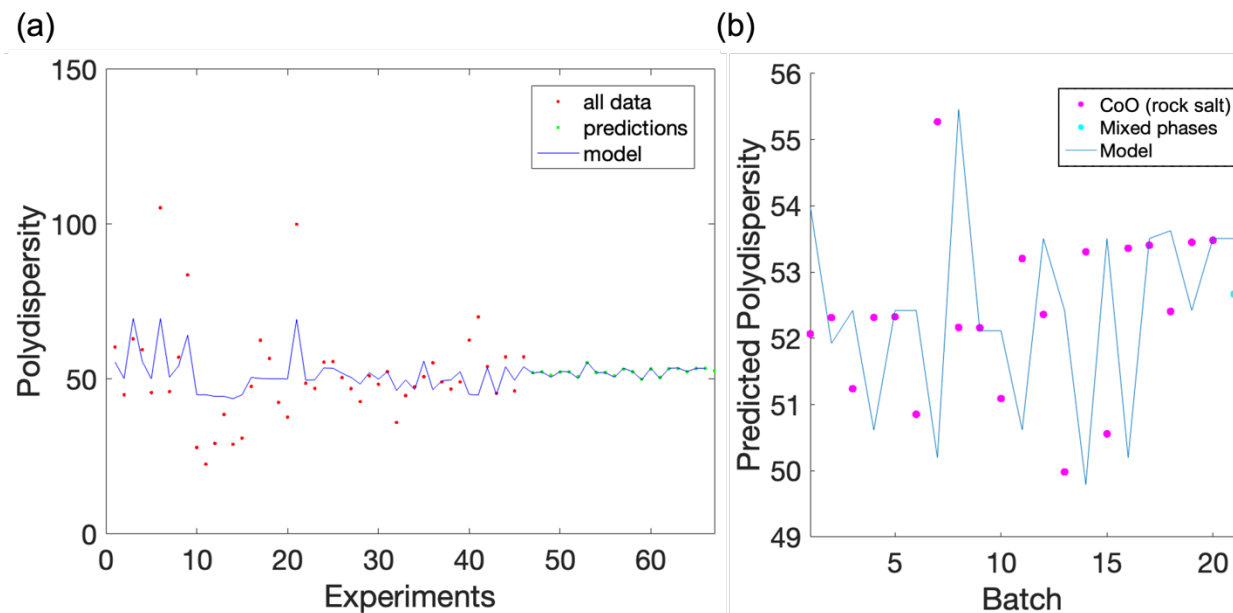 (a)
150
100
50
0
Polydispersity
0 10 20 30 40 50 60
Experiments
all data
predictions
model
(b)
56
55
54
53
52
51
50
49
Predicted Polydispersity
5 10 15 20
Batch
CoO (rock salt)
Mixed phases
Model